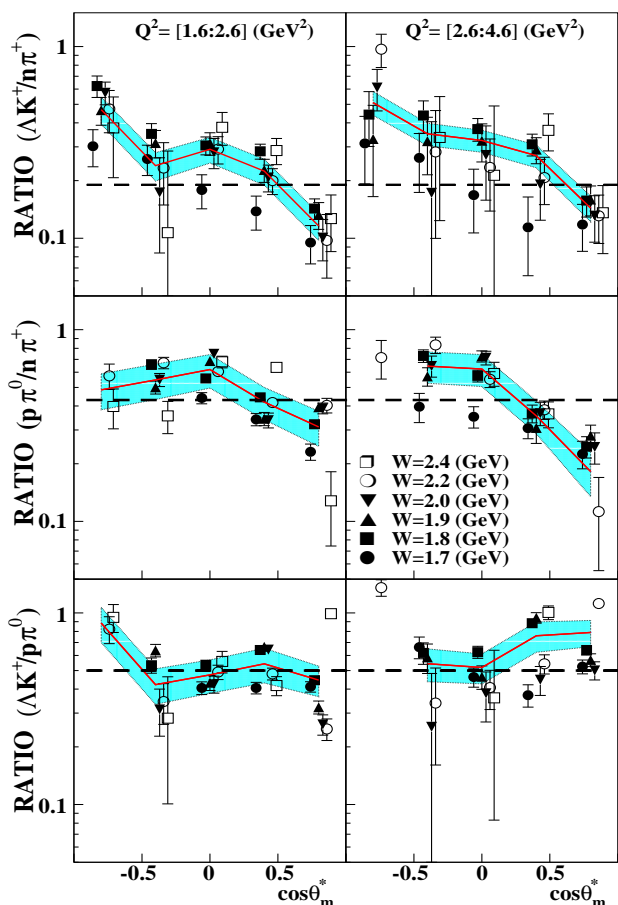 Q²= [1.6:2.6] (GeV²)
Q²= [2.6:4.6] (GeV²)
RATIO (ΛK⁺/nπ⁺)
1
0.1
RATIO (pπ⁰/nπ⁺)
1
0.1
W=2.4 (GeV)
W=2.2 (GeV)
W=2.0 (GeV)
W=1.9 (GeV)
W=1.8 (GeV)
W=1.7 (GeV)
RATIO (ΛK⁺/pπ⁰)
1
0.1
-0.5 0 0.5 -0.5 0 0.5
cosθ*m cosθ*m